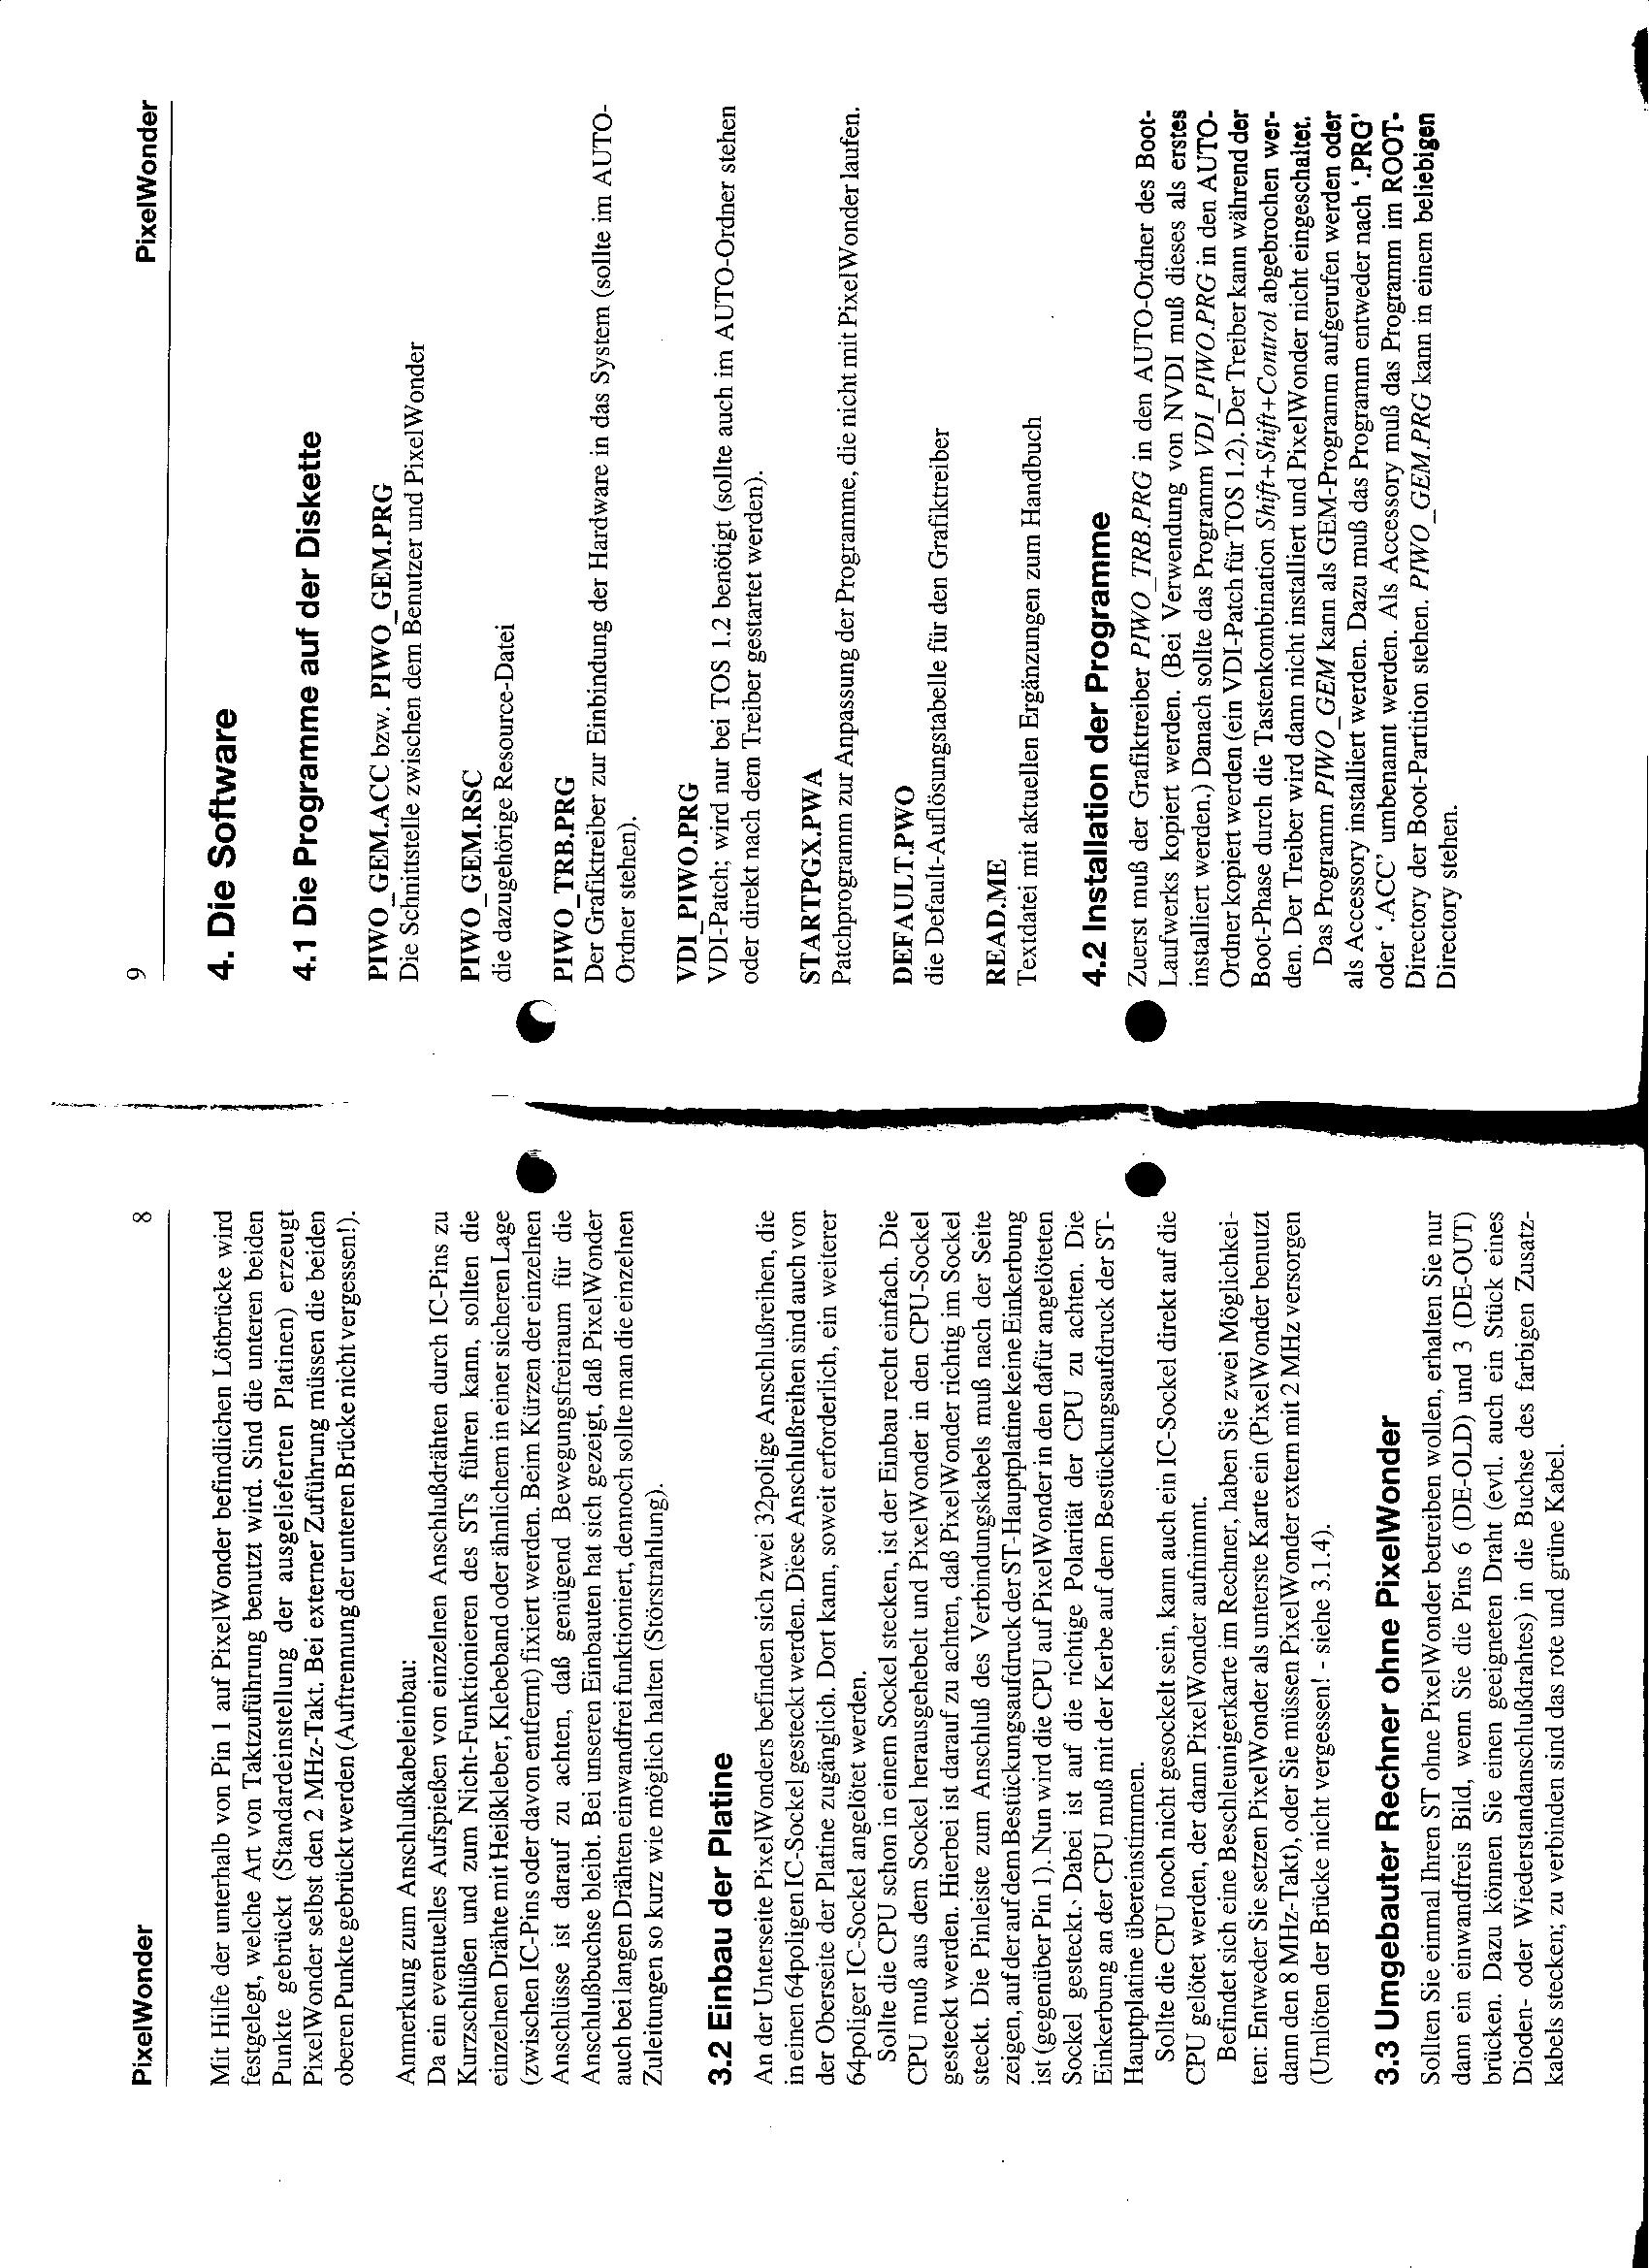 PixelWonder 8
Mit Hilfe der unterhalb von Pin 1 auf PixelWonder befindlichen Lötbrücke wird
festgelegt, welche Art von Taktzuführung benutzt wird. Sind die unteren beiden
Punkte gebrückt (Standardeinstellung der ausgelieferten Platinen) erzeugt
PixelWonder selbst den 2 MHz-Takt. Bei externer Zuführung müssen die beiden
oberen Punkte gebrückt werden (Auftrennung der unteren Brücke nicht vergessen!).
Anmerkung zum Anschlußkabeleinbau:
Da ein eventuelles Aufspießen von einzelnen Anschlußdrähten durch IC-Pins zu
Kurzschlüßen und zum Nicht-Funktionieren des STs führen kann, sollten die
einzelnen Drähte mit Heißkleber, Klebeband oder ähnlichem in einer sicheren Lage
(zwischen IC-Pins oder davon entfernt) fixiert werden. Beim Kürzen der einzelnen
Anschlüsse ist darauf zu achten, daß genügend Bewegungsfreiraum für die
Anschlußbuchse bleibt. Bei unseren Einbauten hat sich gezeigt, daß PixelWonder
auch bei langen Drähten einwandfrei funktioniert, dennoch sollte man die einzelnen
Zuleitungen so kurz wie möglich halten (Störstrahlung).
3.2 Einbau der Platine
An der Unterseite PixelWonders befinden sich zwei 32polige Anschlußreihen, die
in einen 64poligen IC-Sockel gesteckt werden. Diese Anschlußreihen sind auch von
der Oberseite der Platine zugänglich. Dort kann, soweit erforderlich, ein weiterer
64poliger IC-Sockel angelötet werden.
Sollte die CPU schon in einem Sockel stecken, ist der Einbau recht einfach. Die
CPU muß aus dem Sockel herausgehebelt und PixelWonder in den CPU-Sockel
gesteckt werden. Hierbei ist darauf zu achten, daß PixelWonder richtig im Sockel
steckt. Die Pinleiste zum Anschluß des Verbindungskabels muß nach der Seite
zeigen, auf der auf dem Bestückungsaufdruck der ST-Hauptplatine keine Einkerbung
ist (gegenüber Pin 1). Nun wird die CPU auf PixelWonder in den dafür angelöteten
Sockel gesteckt. Dabei ist auf die richtige Polarität der CPU zu achten. Die
Einkerbung an der CPU muß mit der Kerbe auf dem Bestückungsaufdruck der ST-
Hauptplatine übereinstimmen.
Sollte die CPU noch nicht gesockelt sein, kann auch ein IC-Sockel direkt auf die
CPU gelötet werden, der dann PixelWonder aufnimmt.
Befindet sich eine Beschleunigerkarte im Rechner, haben Sie zwei Möglichkei-
ten: Entweder Sie setzen PixelWonder als unterste Karte ein (PixelWonder benutzt
dann den 8 MHz-Takt), oder Sie müssen PixelWonder extern mit 2 MHz versorgen
(Umlöten der Brücke nicht vergessen! - siehe 3.1.4).
3.3 Umgebauter Rechner ohne PixelWonder
Sollten Sie einmal Ihren ST ohne PixelWonder betreiben wollen, erhalten Sie nur
dann ein einwandfreis Bild, wenn Sie die Pins 6 (DE-OLD) und 3 (DE-OUT)
brücken. Dazu können Sie einen geeigneten Draht (evtl. auch ein Stück eines
Dioden- oder Wiederstandanschlußdrahtes) in die Buchse des farbigen Zusatz-
kabels stecken; zu verbinden sind das rote und grüne Kabel.
9 PixelWonder
4. Die Software
4.1 Die Programme auf der Diskette
PIWO_GEM.ACC bzw. PIWO_GEM.PRG
Die Schnittstelle zwischen dem Benutzer und PixelWonder
PIWO_GEM.RSC
die dazugehörige Resource-Datei
PIWO_TRB.PRG
Der Grafiktreiber zur Einbindung der Hardware in das System (sollte im AUTO-
Ordner stehen).
VDI_PIWO.PRG
VDI-Patch; wird nur bei TOS 1.2 benötigt (sollte auch im AUTO-Ordner stehen
oder direkt nach dem Treiber gestartet werden).
STARTPGX.PWA
Patchprogramm zur Anpassung der Programme, die nicht mit PixelWonder laufen.
DEFAULT.PWO
die Default-Auflösungstabelle für den Grafiktreiber
READ.ME
Textdatei mit aktuellen Ergänzungen zum Handbuch
4.2 Installation der Programme
Zuerst muß der Grafiktreiber PIWO_TRB.PRG in den AUTO-Ordner des Boot-
Laufwerks kopiert werden. (Bei Verwendung von NVDI muß dieses als erstes
installiert werden.) Danach sollte das Programm VDI_PIWO.PRG in den AUTO-
Ordner kopiert werden (ein VDI-Patch für TOS 1.2). Der Treiber kann während der
Boot-Phase durch die Tastenkombination Shift+Shift+Control abgebrochen wer-
den. Der Treiber wird dann nicht installiert und PixelWonder nicht eingeschaltet.
Das Programm PIWO_GEM kann als GEM-Programm aufgerufen werden oder
als Accessory installiert werden. Dazu muß das Programm entweder nach '.PRG'
oder '.ACC' umbenannt werden. Als Accessory muß das Programm im ROOT-
Directory der Boot-Partition stehen. PIWO_GEM.PRG kann in einem beliebigen
Directory stehen.